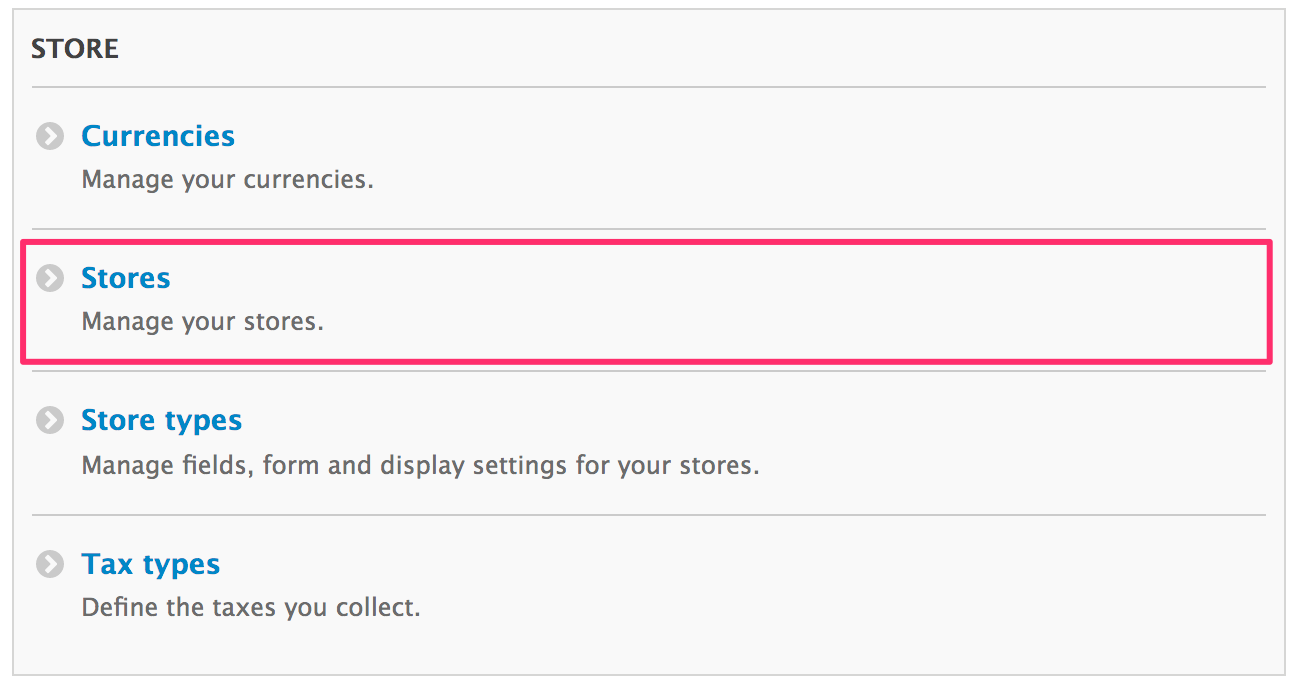 STORE
Currencies
Manage your currencies.
Stores
Manage your stores.
Store types
Manage fields, form and display settings for your stores.
Tax types
Define the taxes you collect.